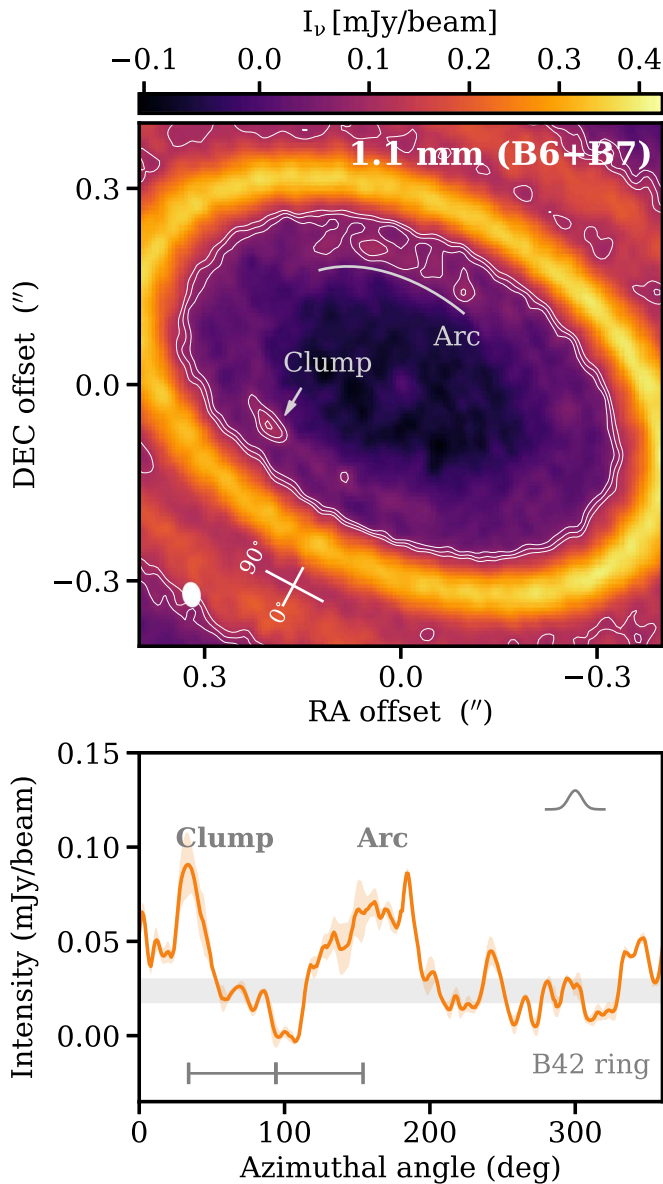 I_ν [mJy/beam]
−0.1 0.0 0.1 0.2 0.3 0.4
1.1 mm (B6+B7)
0.3
Arc
Clump
0.0
DEC offset (″)
90°
0°
−0.3
0.3 0.0 −0.3
RA offset (″)
0.15
Clump Arc
0.10
0.05
0.00
Intensity (mJy/beam)
B42 ring
0 100 200 300
Azimuthal angle (deg)